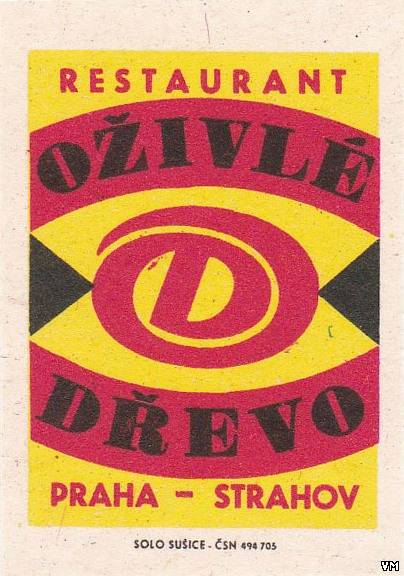 RESTAURANT
OŽIVLÉ
D
DŘEVO
PRAHA - STRAHOV
SOLO SUŠICE - ČSN 494 705
VM